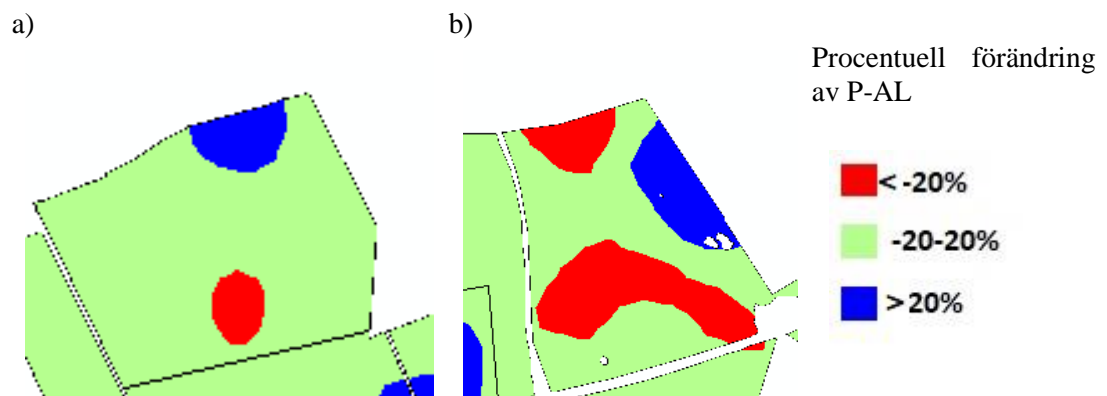 a)
b)
Procentuell förändring
av P-AL
< -20%
-20-20%
> 20%